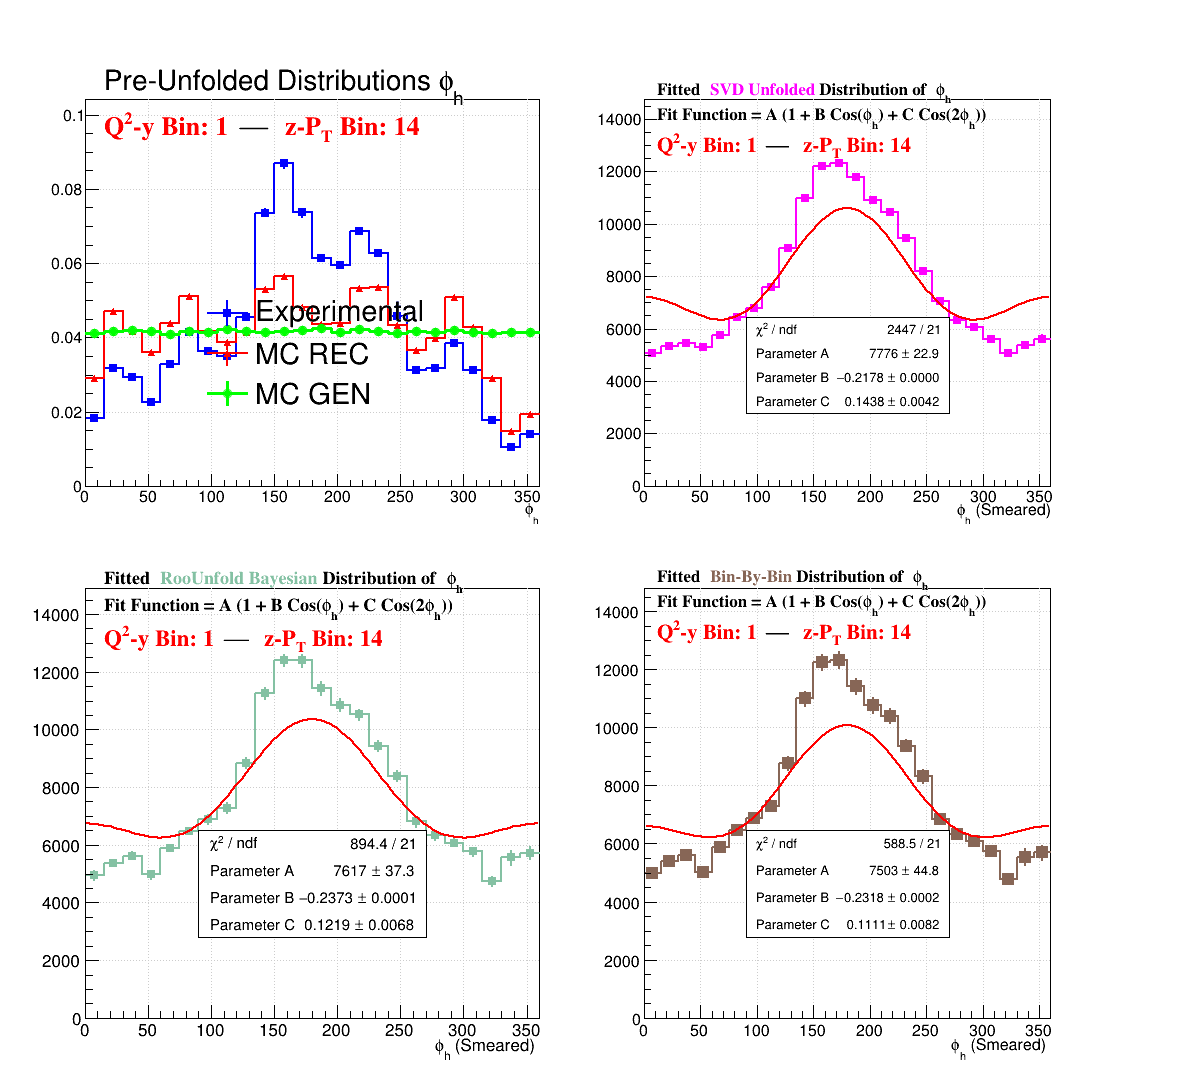 Pre-Unfolded Distributions ϕh
Q²-y Bin: 1 — z-PT Bin: 14
0.1
0.08
0.06
0.04
0.02
0
Experimental
MC REC
MC GEN
0 50 100 150 200 250 300 350
ϕh
Fitted SVD Unfolded Distribution of ϕh
Fit Function = A (1 + B Cos(ϕh) + C Cos(2ϕh))
Q²-y Bin: 1 — z-PT Bin: 14
14000
12000
10000
8000
6000
4000
2000
0
χ² / ndf 2447 / 21
Parameter A 7776 ± 22.9
Parameter B −0.2178 ± 0.0000
Parameter C 0.1438 ± 0.0042
0 50 100 150 200 250 300 350
ϕh (Smeared)
Fitted RooUnfold Bayesian Distribution of ϕh
Fit Function = A (1 + B Cos(ϕh) + C Cos(2ϕh))
Q²-y Bin: 1 — z-PT Bin: 14
14000
12000
10000
8000
6000
4000
2000
0
χ² / ndf 894.4 / 21
Parameter A 7617 ± 37.3
Parameter B −0.2373 ± 0.0001
Parameter C 0.1219 ± 0.0068
0 50 100 150 200 250 300 350
ϕh (Smeared)
Fitted Bin-By-Bin Distribution of ϕh
Fit Function = A (1 + B Cos(ϕh) + C Cos(2ϕh))
Q²-y Bin: 1 — z-PT Bin: 14
14000
12000
10000
8000
6000
4000
2000
0
χ² / ndf 588.5 / 21
Parameter A 7503 ± 44.8
Parameter B −0.2318 ± 0.0002
Parameter C 0.1111 ± 0.0082
0 50 100 150 200 250 300 350
ϕh (Smeared)